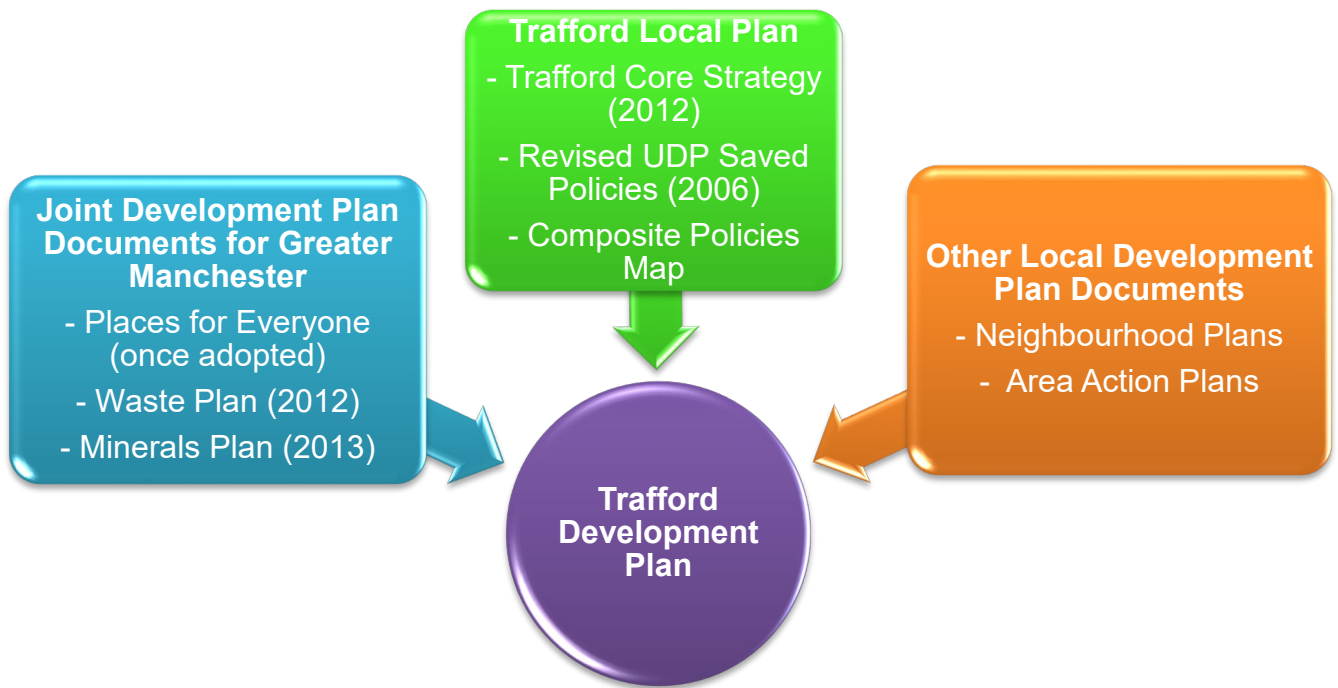 Trafford Local Plan
- Trafford Core Strategy
(2012)
- Revised UDP Saved
Policies (2006)
- Composite Policies
Map
Joint Development Plan
Documents for Greater
Manchester
- Places for Everyone
(once adopted)
- Waste Plan (2012)
- Minerals Plan (2013)
Other Local Development
Plan Documents
- Neighbourhood Plans
- Area Action Plans
Trafford
Development
Plan